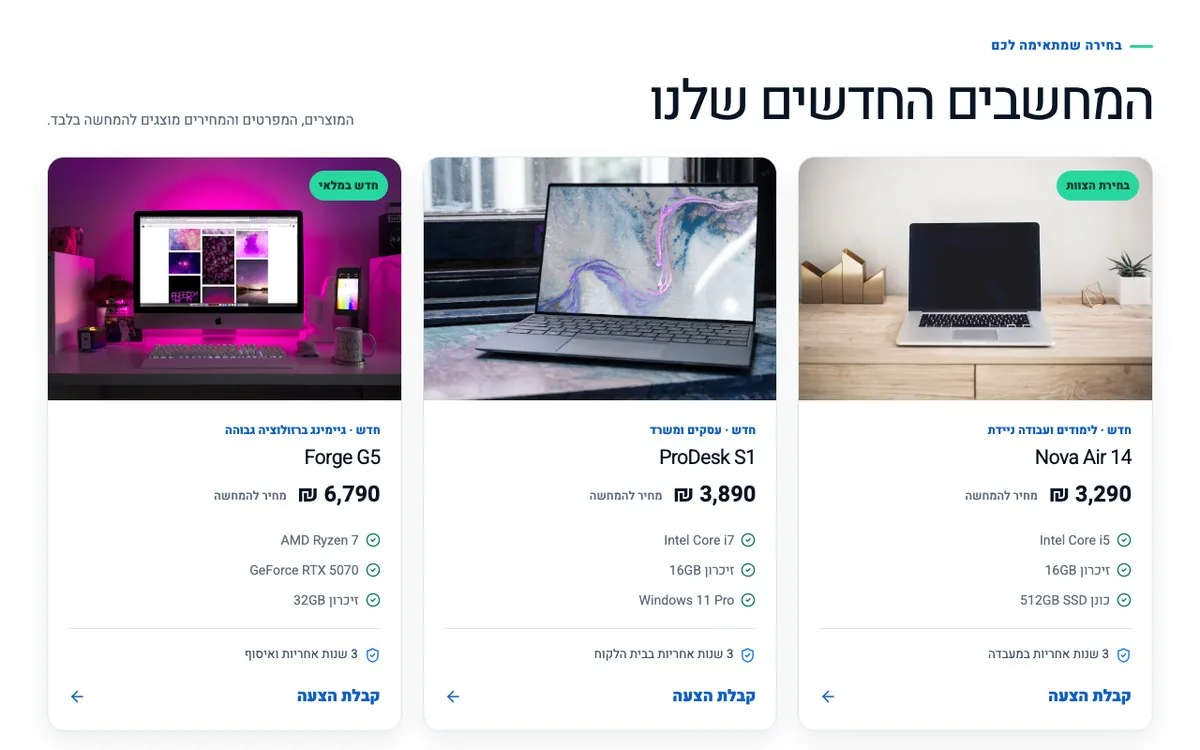 בחירה שמתאימה לכם
המחשבים החדשים שלנו
המוצרים, המפרטים והמחירים מוצגים להמחשה בלבד.
בחירת הצוות
חדש · לימודים ועבודה ניידת
Nova Air 14
3,290 ₪ מחיר להמחשה
Intel Core i5
זיכרון 16GB
כונן 512GB SSD
3 שנות אחריות במעבדה
קבלת הצעה
חדש · עסקים ומשרד
ProDesk S1
3,890 ₪ מחיר להמחשה
Intel Core i7
זיכרון 16GB
Windows 11 Pro
3 שנות אחריות בבית הלקוח
קבלת הצעה
חדש במלאי
חדש · גיימינג ברזולוציה גבוהה
Forge G5
6,790 ₪ מחיר להמחשה
AMD Ryzen 7
GeForce RTX 5070
זיכרון 32GB
3 שנות אחריות ואיסוף
קבלת הצעה